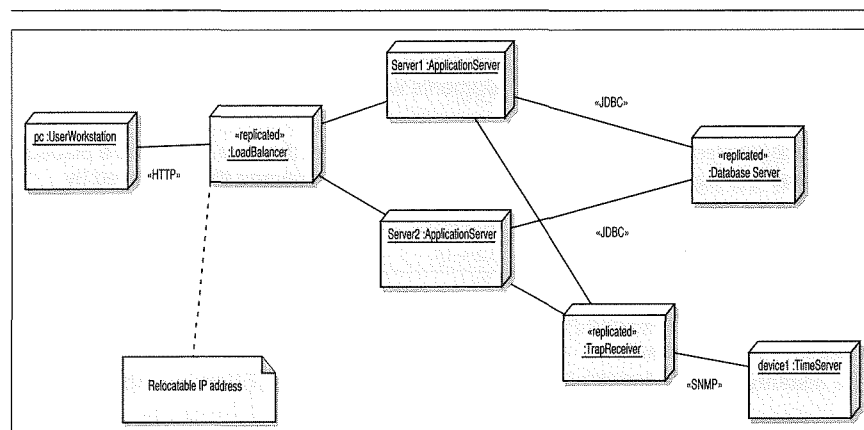 Server1 :ApplicationServer
«JDBC»
pc :UserWorkstation
«replicated»
:LoadBalancer
«HTTP»
«replicated»
:Database Server
Server2 :ApplicationServer
«JDBC»
«replicated»
:TrapReceiver
device1 :TimeServer
«SNMP»
Relocatable IP address